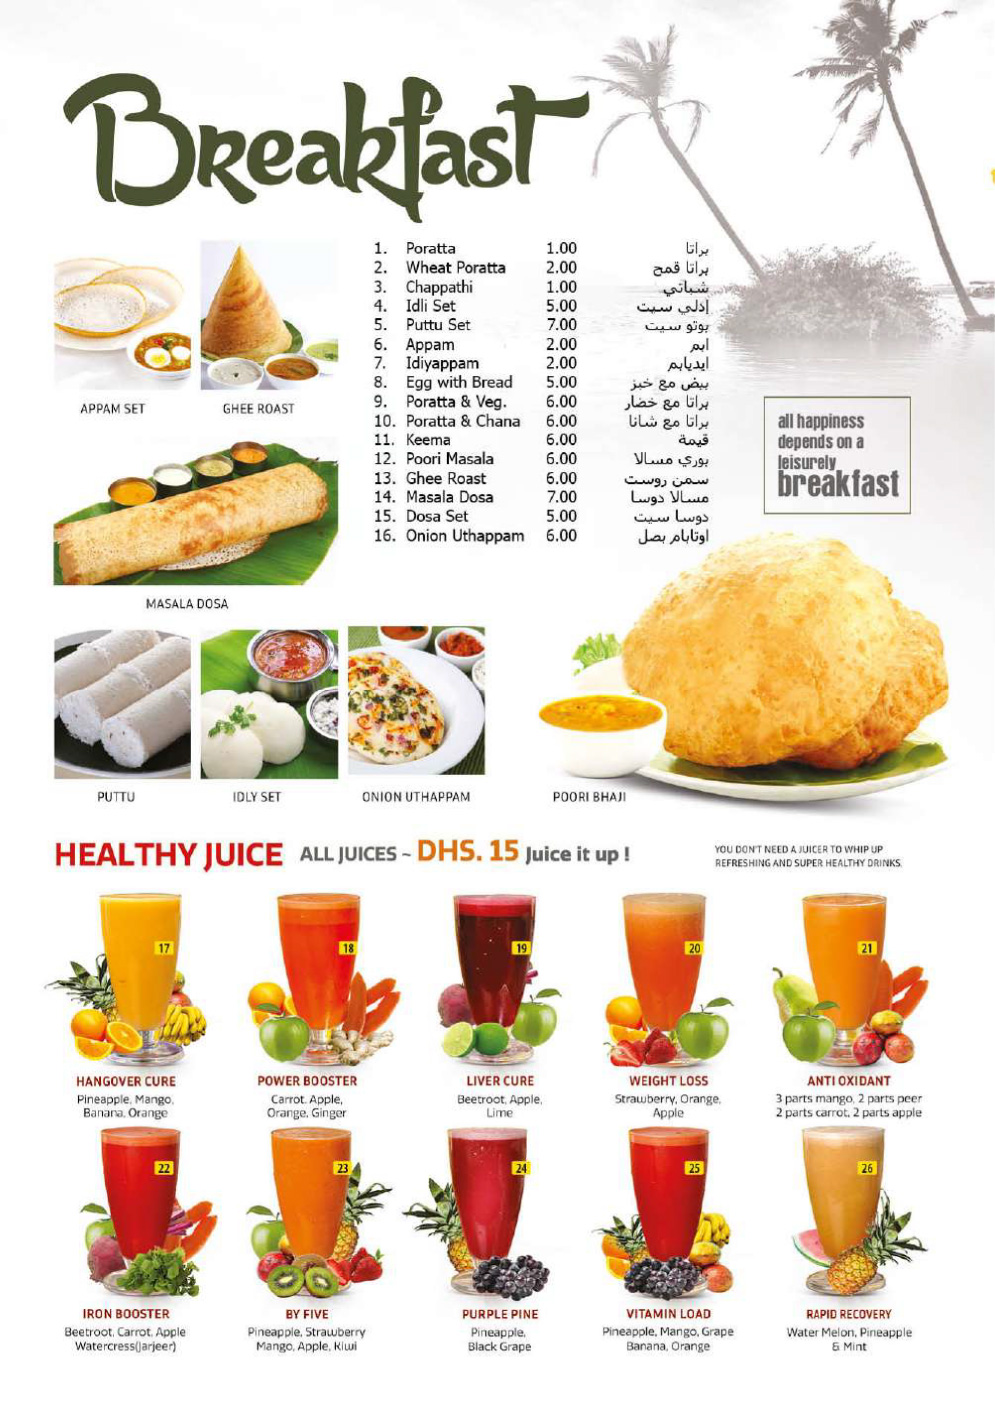 Breakfast
1. Poratta 1.00 براتا
2. Wheat Poratta 2.00 براتا قمح
3. Chappathi 1.00 شباتي
4. Idli Set 5.00 إدلي سيت
5. Puttu Set 7.00 بوتو سيت
6. Appam 2.00 ابم
7. Idiyappam 2.00 ايديابم
8. Egg with Bread 5.00 بيض مع خبز
9. Poratta & Veg. 6.00 براتا مع خضار
10. Poratta & Chana 6.00 براتا مع شانا
11. Keema 6.00 قيمة
12. Poori Masala 6.00 بوري مسالا
13. Ghee Roast 6.00 سمن روست
14. Masala Dosa 7.00 مسالا دوسا
15. Dosa Set 5.00 دوسا سيت
16. Onion Uthappam 6.00 اوتابام بصل
APPAM SET
GHEE ROAST
MASALA DOSA
all happiness
depends on a
leisurely
breakfast
PUTTU
IDLY SET
ONION UTHAPPAM
POORI BHAJI
HEALTHY JUICE ALL JUICES ~ DHS. 15 Juice it up !
YOU DON'T NEED A JUICER TO WHIP UP
REFRESHING AND SUPER HEALTHY DRINKS.
17
18
19
20
21
HANGOVER CURE
Pineapple, Mango,
Banana, Orange
POWER BOOSTER
Carrot, Apple,
Orange, Ginger
LIVER CURE
Beetroot, Apple,
Lime
WEIGHT LOSS
Strawberry, Orange,
Apple
ANTI OXIDANT
3 parts mango, 2 parts peer
2 parts carrot, 2 parts apple
22
23
24
25
26
IRON BOOSTER
Beetroot, Carrot, Apple
Watercress(Jarjeer)
BY FIVE
Pineapple, Strawberry
Mango, Apple, Kiwi
PURPLE PINE
Pineapple,
Black Grape
VITAMIN LOAD
Pineapple, Mango, Grape
Banana, Orange
RAPID RECOVERY
Water Melon, Pineapple
& Mint